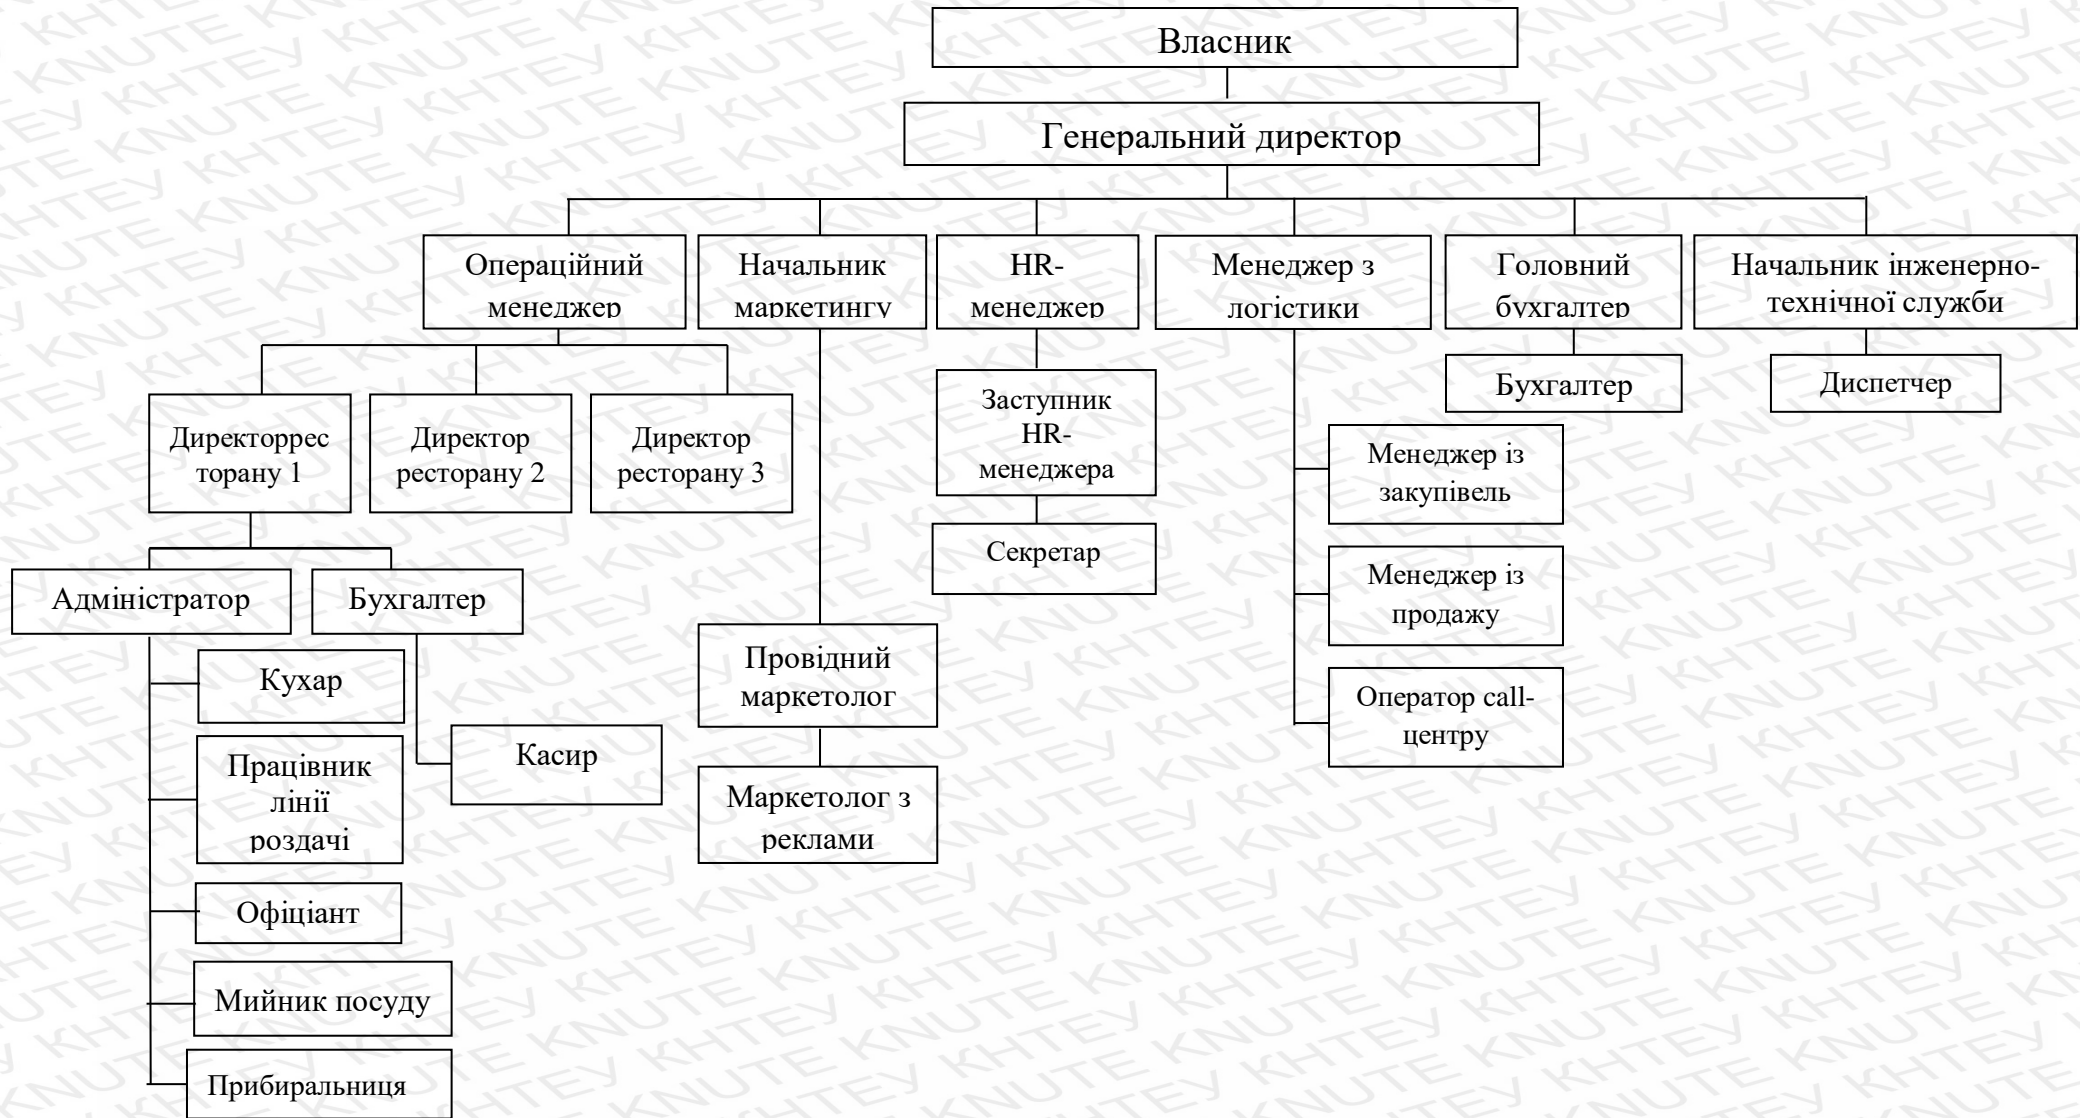 Власник
Генеральний директор
Операційний
менеджер
Начальник
маркетингу
HR-
менеджер
Менеджер з
логістики
Головний
бухгалтер
Начальник інженерно-
технічної служби
Директоррес
торану 1
Директор
ресторану 2
Директор
ресторану 3
Заступник
HR-
менеджера
Бухгалтер
Диспетчер
Менеджер із
закупівель
Секретар
Менеджер із
продажу
Адміністратор
Бухгалтер
Провідний
маркетолог
Оператор call-
центру
Кухар
Працівник
лінії
роздачі
Касир
Маркетолог з
реклами
Офіціант
Мийник посуду
Прибиральниця